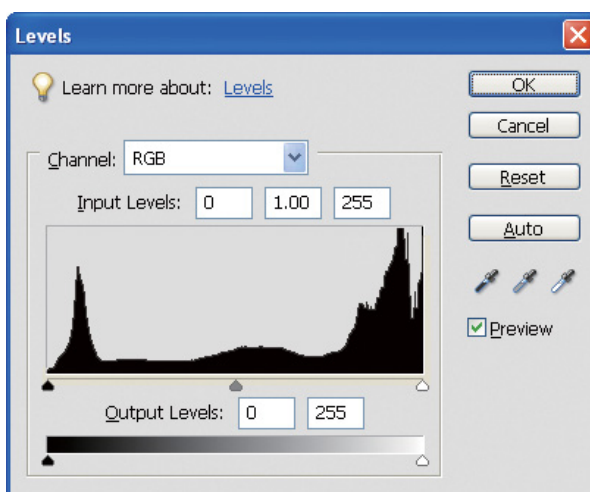 Levels
Learn more about: Levels
OK
Cancel
Channel: RGB
Reset
Input Levels: 0 1.00 255
Auto
Preview
Output Levels: 0 255